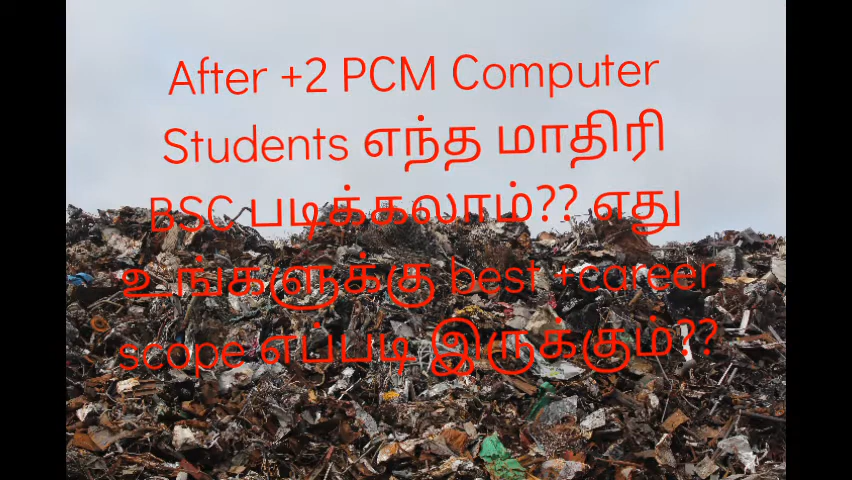 After +2 PCM Computer
Students எந்த மாதிரி
BSC படிக்கலாம்?? எது
உங்களுக்கு best +career
scope எப்படி இருக்கும்??